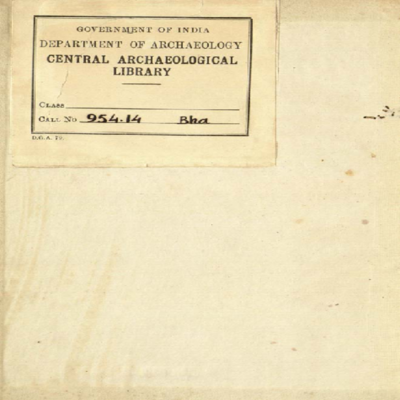 GOVERNMENT OF INDIA
DEPARTMENT OF ARCHAEOLOGY
CENTRAL ARCHAEOLOGICAL
LIBRARY
CLASS
CALL No 954.14 Bha
D.G.A.